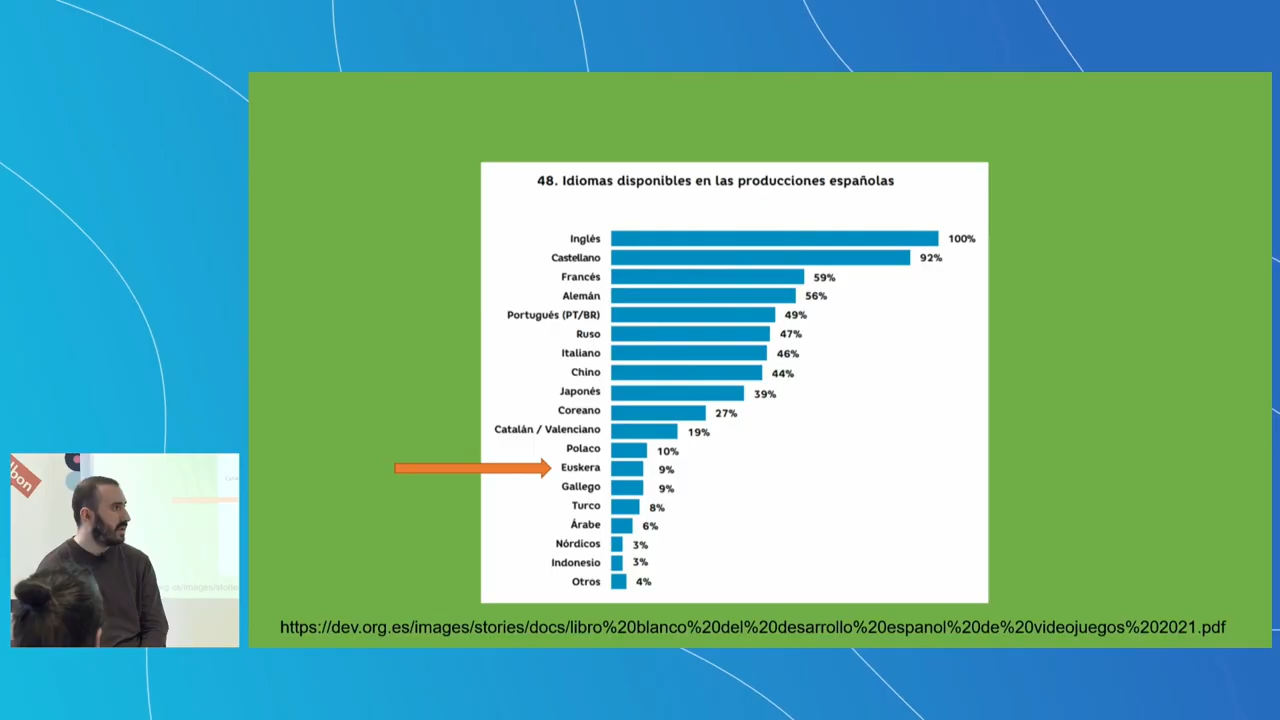 48. Idiomas disponibles en las producciones españolas
Inglés 100%
Castellano 92%
Francés 59%
Alemán 56%
Portugués (PT/BR) 49%
Ruso 47%
Italiano 46%
Chino 44%
Japonés 39%
Coreano 27%
Catalán / Valenciano 19%
Polaco 10%
Euskera 9%
Gallego 9%
Turco 8%
Árabe 6%
Nórdicos 3%
Indonesio 3%
Otros 4%
https://dev.org.es/images/stories/docs/libro%20blanco%20del%20desarrollo%20espanol%20de%20videojuegos%202021.pdf